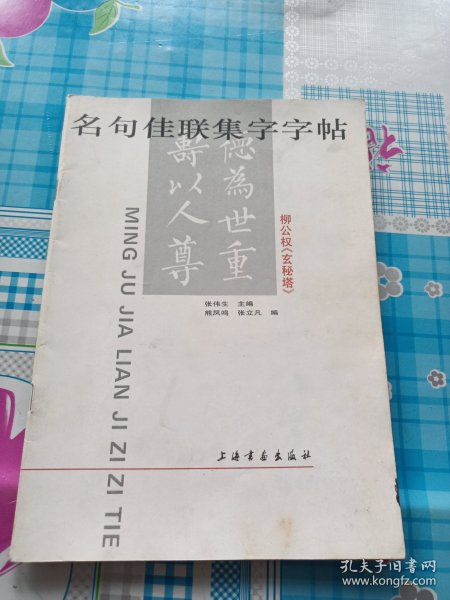 名句佳联集字字帖
德為世重
壽以人尊
柳公权《玄秘塔》
MING JU JIA LIAN JI ZI ZI TIE
张伟生 主编
熊凤鸣 张立凡 编
上海书画出版社
孔夫子旧书网
www.kongfz.com